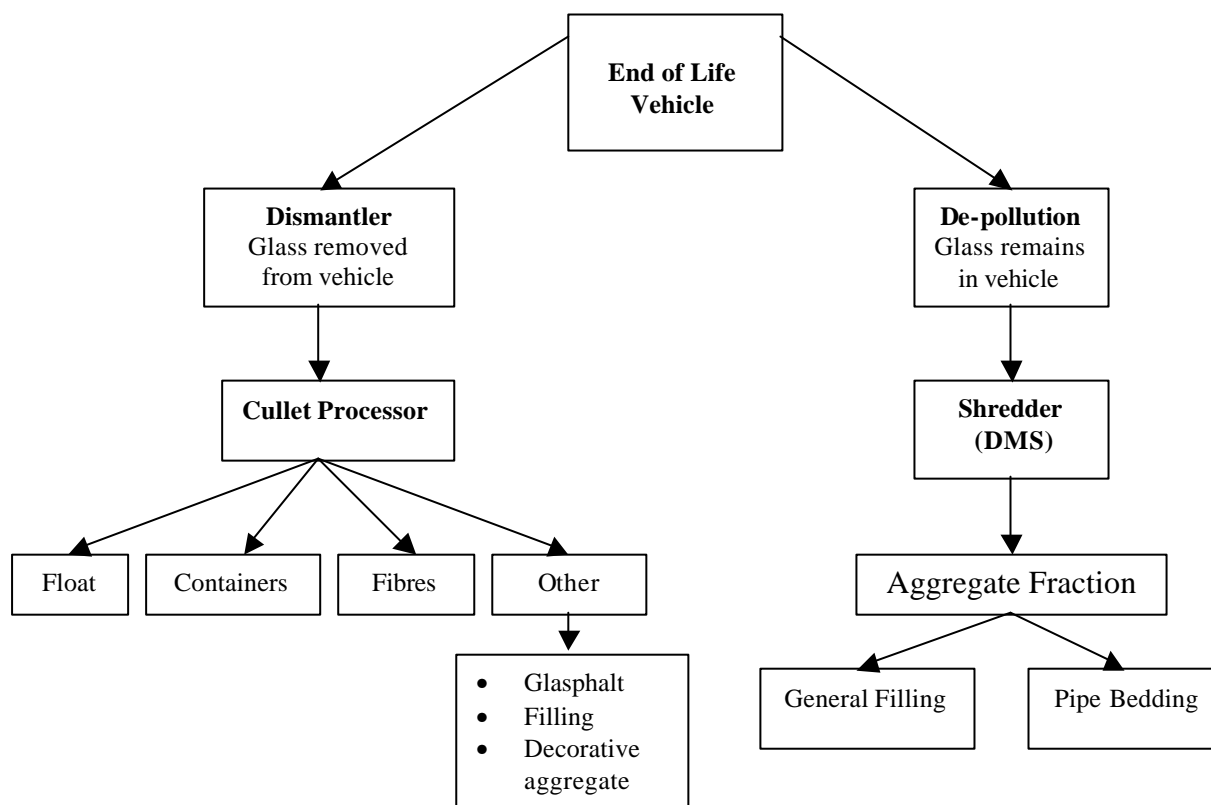 End of Life
Vehicle
Dismantler
Glass removed
from vehicle
De-pollution
Glass remains
in vehicle
Cullet Processor
Shredder
(DMS)
Float
Containers
Fibres
Other
Aggregate Fraction
• Glasphalt
• Filling
• Decorative
aggregate
General Filling
Pipe Bedding